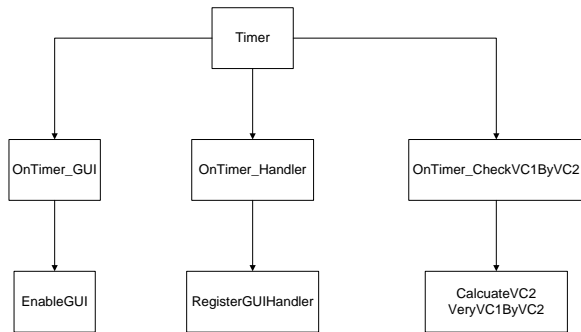 Timer
OnTimer_GUI
OnTimer_Handler
OnTimer_CheckVC1ByVC2
EnableGUI
RegisterGUIHandler
CalcuateVC2
VeryVC1ByVC2